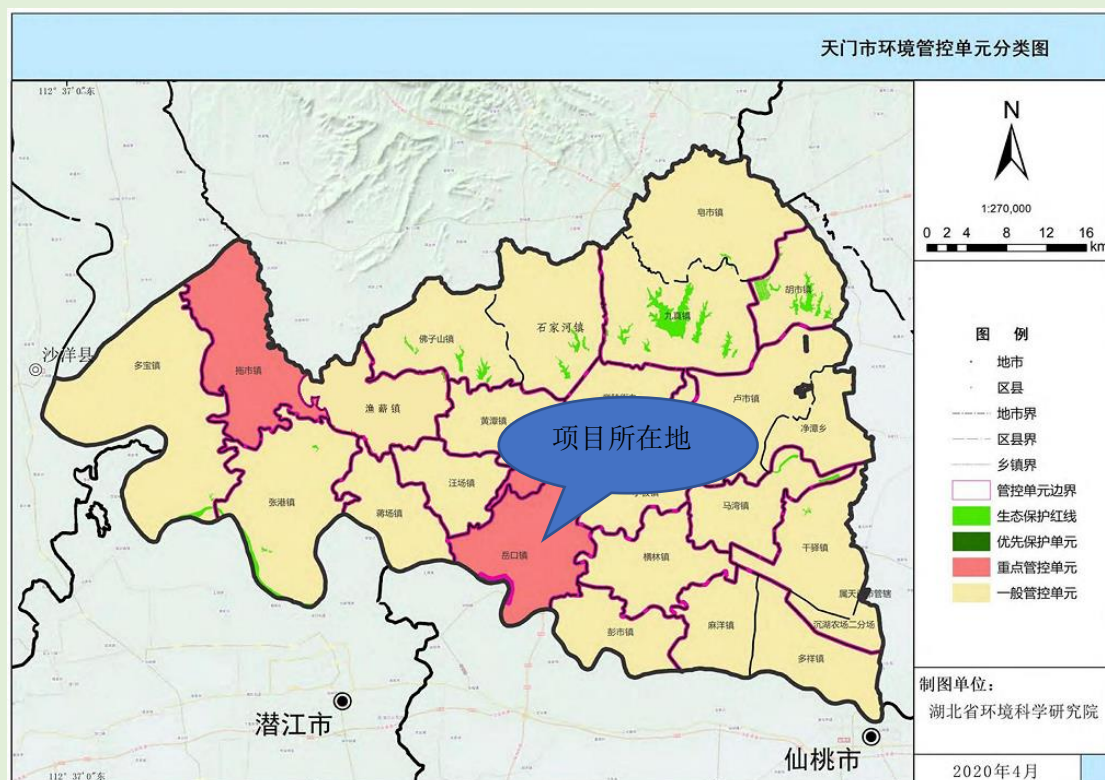 天门市环境管控单元分类图
112° 37′0″东
N
1:270,000
0 2 4 8 12 16
km
皂市镇
胡市镇
九真镇
石家河镇
佛子山镇
沙洋县
多宝镇
拖市镇
渔薪镇
黄潭镇
卢市镇
净潭乡
项目所在地
汪场镇
张港镇
蒋场镇
马湾镇
干驿镇
岳口镇
横林镇
属天
管辖
沉湖农场二分场
彭市镇
麻洋镇
多祥镇
潜江市
仙桃市
112° 37′0″东
图 例
地市
区县
地市界
区县界
乡镇界
管控单元边界
生态保护红线
优先保护单元
重点管控单元
一般管控单元
制图单位：
湖北省环境科学研究院
2020年4月